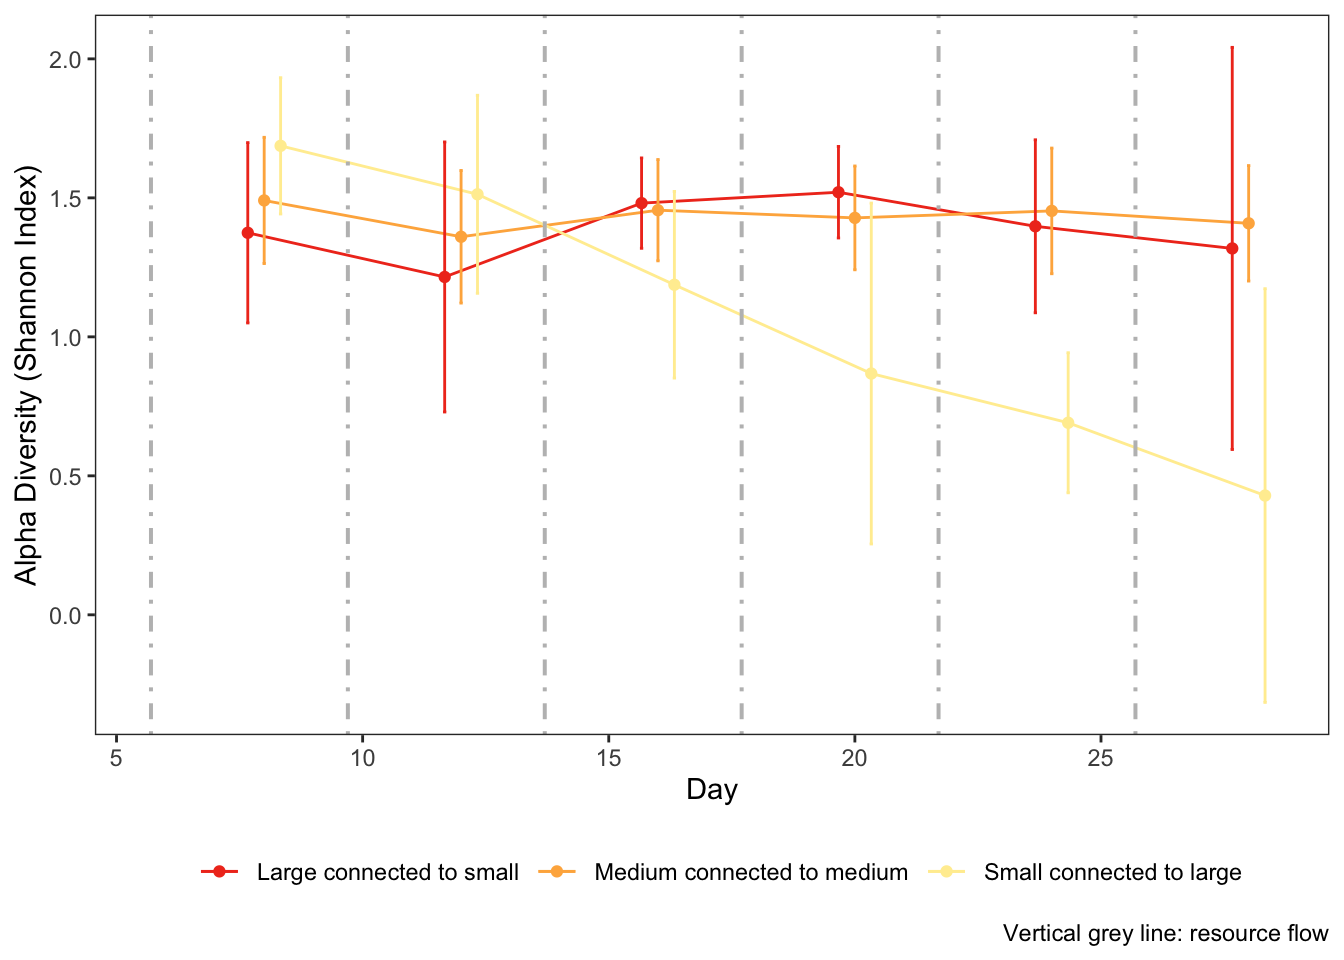 Alpha Diversity (Shannon Index)
2.0
1.5
1.0
0.5
0.0
5 10 15 20 25
Day
Large connected to small Medium connected to medium Small connected to large
Vertical grey line: resource flow